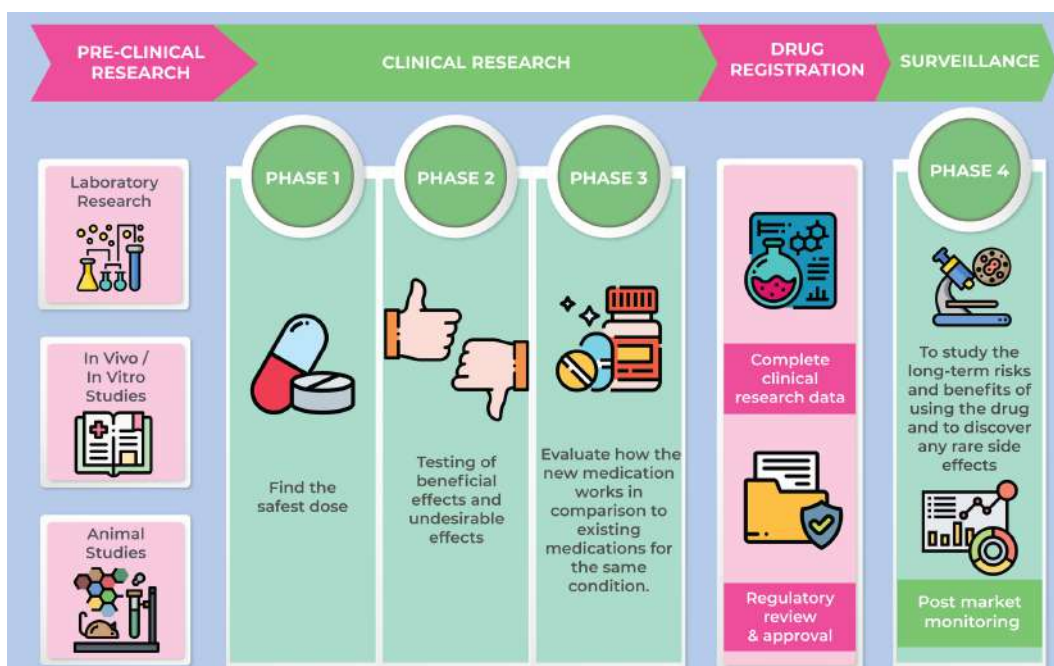 PRE-CLINICAL
RESEARCH
CLINICAL RESEARCH
DRUG
REGISTRATION
SURVEILLANCE
Laboratory
Research
In Vivo /
In Vitro
Studies
Animal
Studies
PHASE 1
Find the
safest dose
PHASE 2
Testing of
beneficial
effects and
undesirable
effects
PHASE 3
Evaluate how the
new medication
works in
comparison to
existing
medications for
the same
condition.
Complete
clinical
research data
Regulatory
review
& approval
PHASE 4
To study the
long-term risks
and benefits of
using the drug
and to discover
any rare side
effects
Post market
monitoring